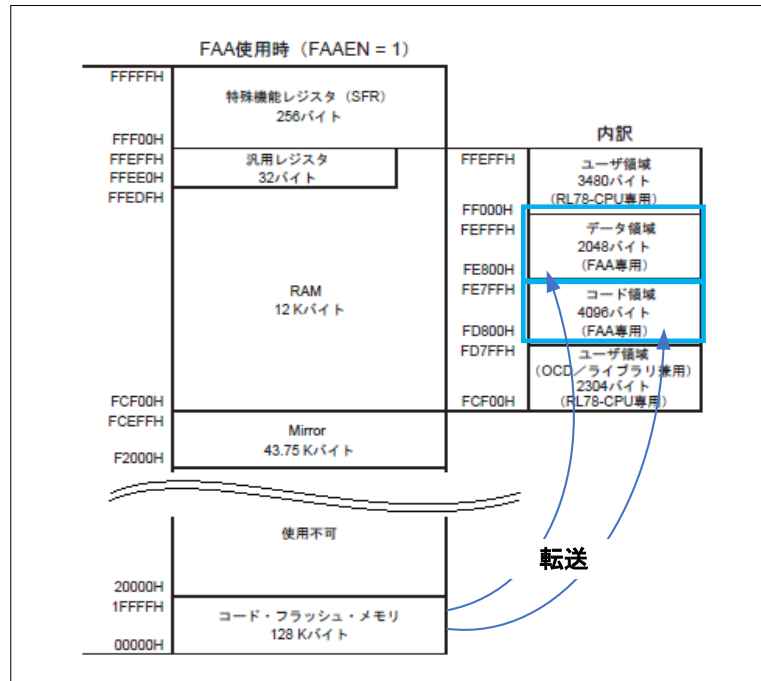 FAA使用時（FAAEN = 1）
FFFFFH
特殊機能レジスタ（SFR）
256バイト
FFF00H
内訳
FFEFFH
汎用レジスタ
32バイト
FFEE0H
FFEDFH
RAM
12 Kバイト
FCF00H
FFEFFH
ユーザ領域
3480バイト
(RL78-CPU専用)
FF000H
FEFFFH
データ領域
2048バイト
(FAA専用)
FE800H
FE7FFH
コード領域
4096バイト
(FAA専用)
FD800H
FD7FFH
ユーザ領域
(OCD／ライブラリ兼用)
2304バイト
(RL78-CPU専用)
FCF00H
FCEFFH
Mirror
43.75 Kバイト
F2000H
使用不可
転送
20000H
1FFFFH
コード・フラッシュ・メモリ
128 Kバイト
00000H